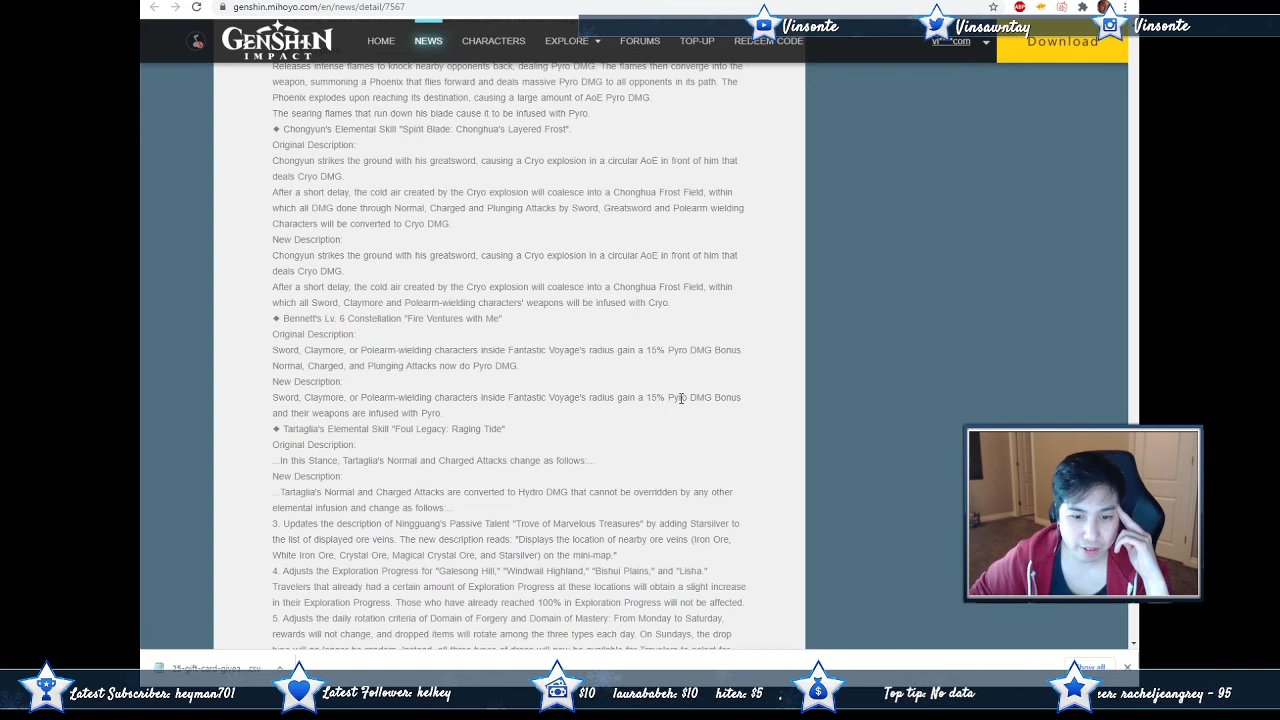 genshin.mihoyo.com/en/news/detail/7567
Vinsonte
Vinsawntay
Vinsonte
GENSHIN
IMPACT
HOME
NEWS
CHARACTERS
EXPLORE
FORUMS
TOP-UP
REDEEM CODE
vi***com
Download
Releases intense flames to knock nearby opponents back, dealing Pyro DMG. The flames then converge into the
weapon, summoning a Phoenix that flies forward and deals massive Pyro DMG to all opponents in its path. The
Phoenix explodes upon reaching its destination, causing a large amount of AoE Pyro DMG.
The searing flames that run down his blade cause it to be infused with Pyro.
◆ Chongyun's Elemental Skill "Spirit Blade: Chonghua's Layered Frost".
Original Description:
Chongyun strikes the ground with his greatsword, causing a Cryo explosion in a circular AoE in front of him that
deals Cryo DMG.
After a short delay, the cold air created by the Cryo explosion will coalesce into a Chonghua Frost Field, within
which all DMG done through Normal, Charged and Plunging Attacks by Sword, Greatsword and Polearm wielding
Characters will be converted to Cryo DMG.
New Description:
Chongyun strikes the ground with his greatsword, causing a Cryo explosion in a circular AoE in front of him that
deals Cryo DMG.
After a short delay, the cold air created by the Cryo explosion will coalesce into a Chonghua Frost Field, within
which all Sword, Claymore and Polearm-wielding characters' weapons will be infused with Cryo.
◆ Bennett's Lv. 6 Constellation "Fire Ventures with Me"
Original Description:
Sword, Claymore, or Polearm-wielding characters inside Fantastic Voyage's radius gain a 15% Pyro DMG Bonus.
Normal, Charged, and Plunging Attacks now do Pyro DMG.
New Description:
Sword, Claymore, or Polearm-wielding characters inside Fantastic Voyage's radius gain a 15% Pyro DMG Bonus
and their weapons are infused with Pyro.
◆ Tartaglia's Elemental Skill "Foul Legacy: Raging Tide"
Original Description:
...In this Stance, Tartaglia's Normal and Charged Attacks change as follows:...
New Description:
...Tartaglia's Normal and Charged Attacks are converted to Hydro DMG that cannot be overridden by any other
elemental infusion and change as follows:...
3. Updates the description of Ningguang's Passive Talent "Trove of Marvelous Treasures" by adding Starsilver to
the list of displayed ore veins. The new description reads: "Displays the location of nearby ore veins (Iron Ore,
White Iron Ore, Crystal Ore, Magical Crystal Ore, and Starsilver) on the mini-map."
4. Adjusts the Exploration Progress for "Galesong Hill," "Windwail Highland," "Bishui Plains," and "Lisha."
Travelers that already had a certain amount of Exploration Progress at these locations will obtain a slight increase
in their Exploration Progress. Those who have already reached 100% in Exploration Progress will not be affected.
5. Adjusts the daily rotation criteria of Domain of Forgery and Domain of Mastery: From Monday to Saturday,
rewards will not change, and dropped items will rotate among the three types each day. On Sundays, the drop
25-gift-card-givea....csv
Show all
Latest Subscriber: heyman701
Latest Follower: kelkey
$10
laurababeh: $10
hiter: $5
Top tip: No data
racheljeangrey - 95